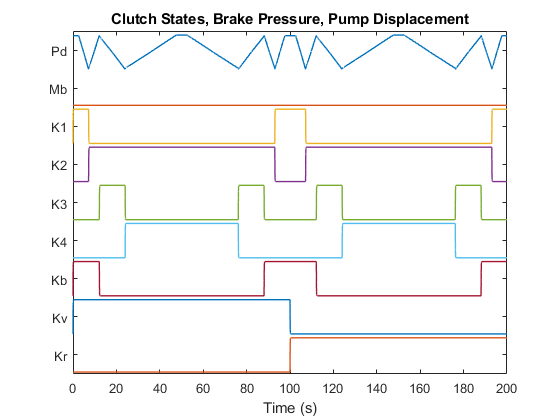 Clutch States, Brake Pressure, Pump Displacement
Pd
Mb
K1
K2
K3
K4
Kb
Kv
Kr
0 20 40 60 80 100 120 140 160 180 200
Time (s)